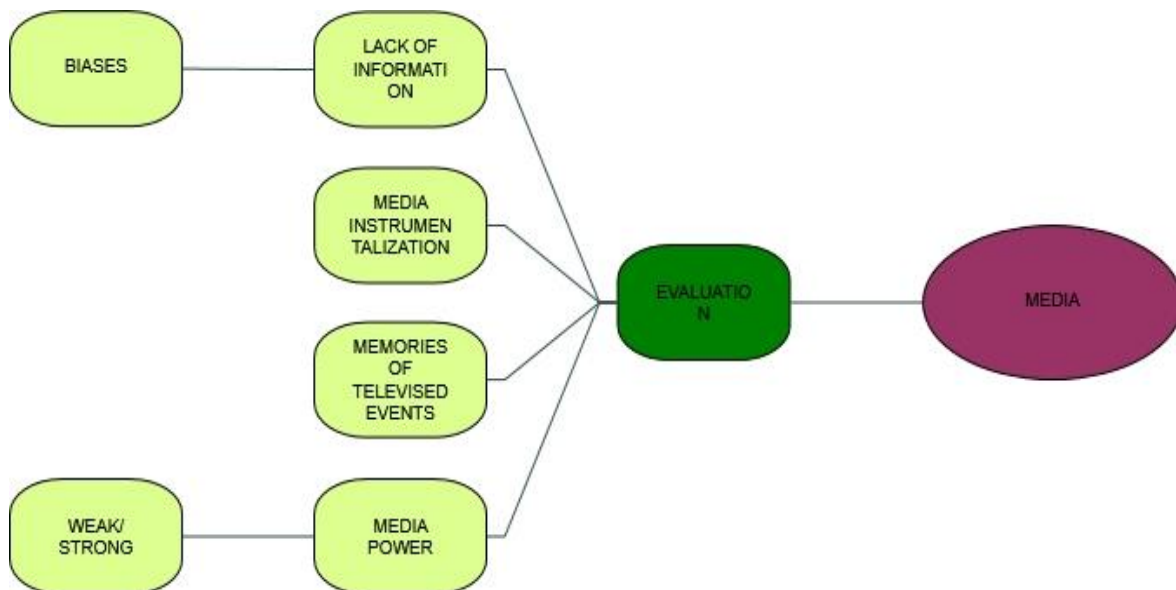 BIASES
LACK OF
INFORMATI
ON
MEDIA
INSTRUMEN
TALIZATION
EVALUATIO
N
MEDIA
MEMORIES
OF
TELEVISED
EVENTS
WEAK/
STRONG
MEDIA
POWER